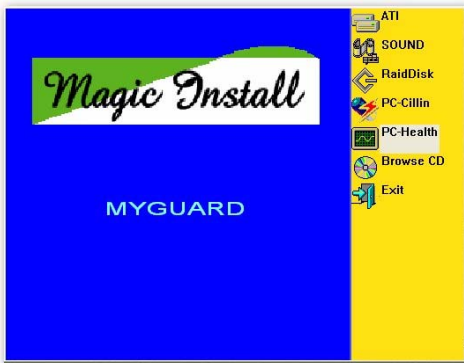 Magic Install
MYGUARD
ATI
SOUND
RaidDisk
PC-Cillin
PC-Health
Browse CD
Exit